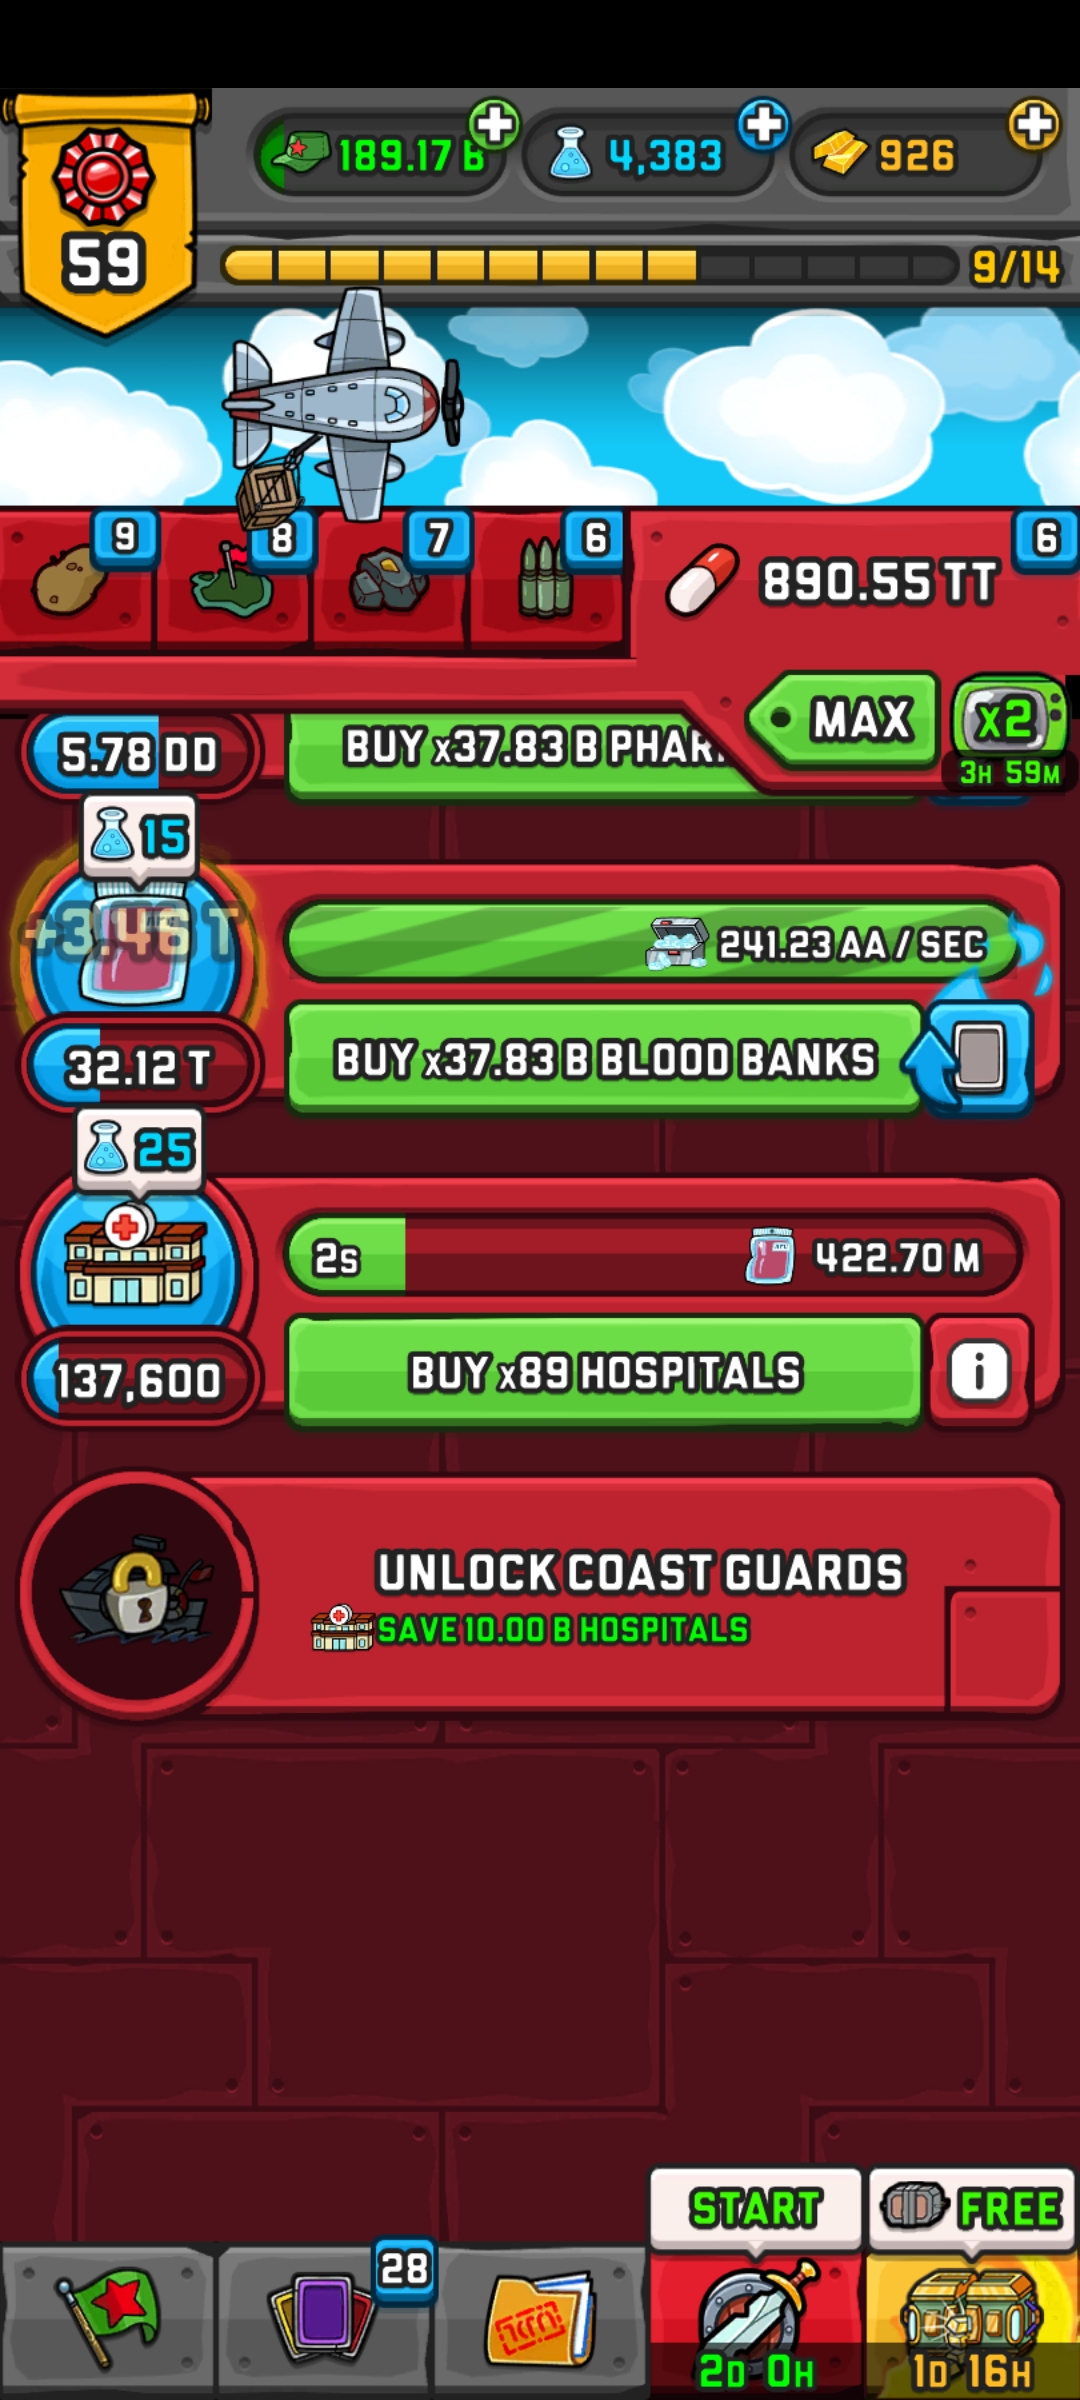 189.17 B
4,383
926
59
9/14
9
8
7
6
6
890.55 TT
MAX
x2
3H 59M
5.78 DD
BUY x37.83 B PHAR
15
+3.46 T
241.23 AA / SEC
32.12 T
BUY x37.83 B BLOOD BANKS
25
2s
422.70 M
137,600
BUY x89 HOSPITALS
i
UNLOCK COAST GUARDS
SAVE 10.00 B HOSPITALS
START
FREE
28
2D 0H
1D 16H